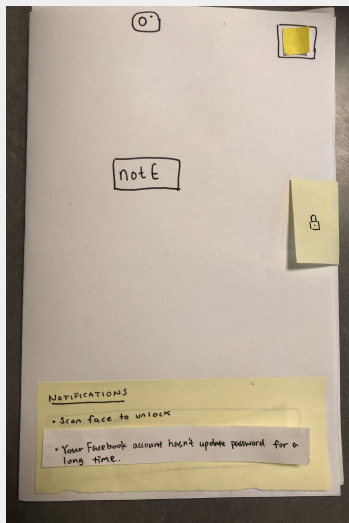 notE
NOTIFICATIONS
• Scan face to unlock
• Your Facebook account hasn't update password for a
long time.